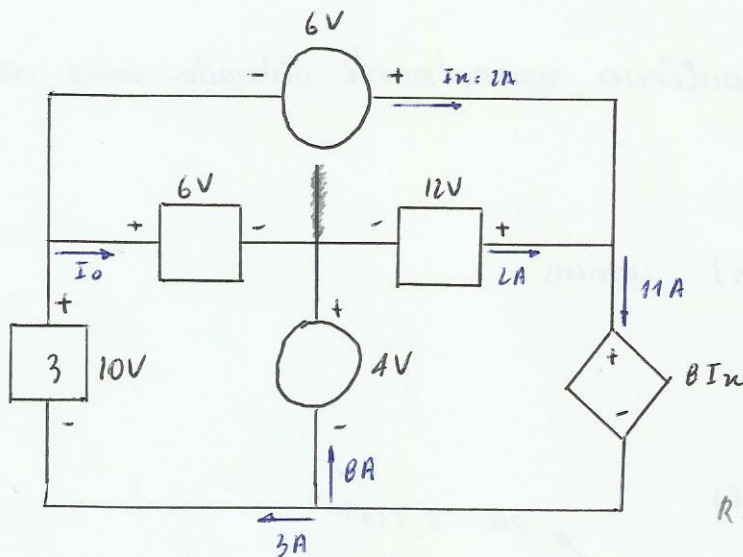 6V
+ Ix = 2A
6V 12V
+ - - +
Io 2A 11A
+ + +
3 10V 4V 8Ix
- - -
8A
3A
R